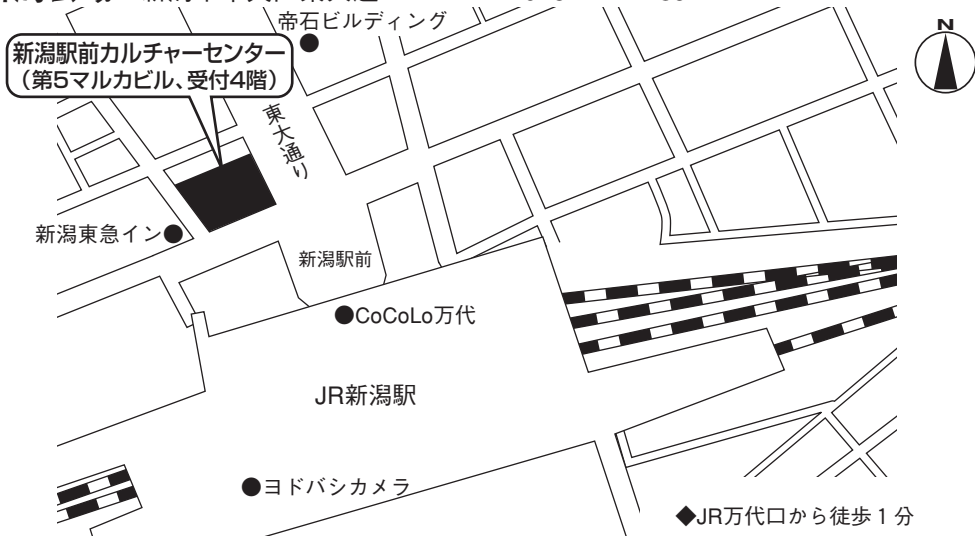 帝石ビルディング
N
新潟駅前カルチャーセンター
（第5マルカビル、受付4階）
東大通り
新潟東急イン●
新潟駅前
●CoCoLo万代
JR新潟駅
●ヨドバシカメラ
◆JR万代口から徒歩１分